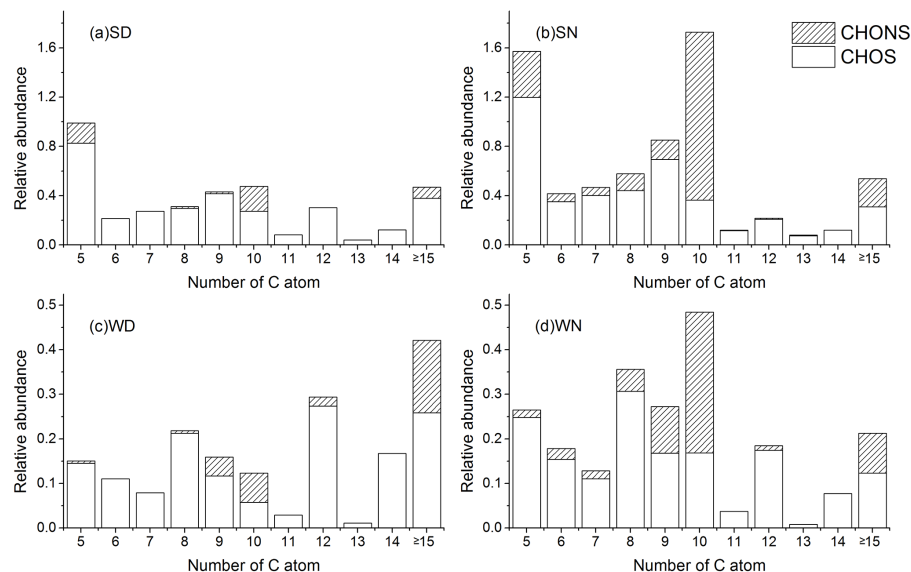 (a)SD
Relative abundance
1.6
1.2
0.8
0.4
0.0
5 6 7 8 9 10 11 12 13 14 ≥15
Number of C atom
(b)SN
CHONS
CHOS
Relative abundance
1.6
1.2
0.8
0.4
0.0
5 6 7 8 9 10 11 12 13 14 ≥15
Number of C atom
(c)WD
Relative abundance
0.5
0.4
0.3
0.2
0.1
0.0
5 6 7 8 9 10 11 12 13 14 ≥15
Number of C atom
(d)WN
Relative abundance
0.5
0.4
0.3
0.2
0.1
0.0
5 6 7 8 9 10 11 12 13 14 ≥15
Number of C atom